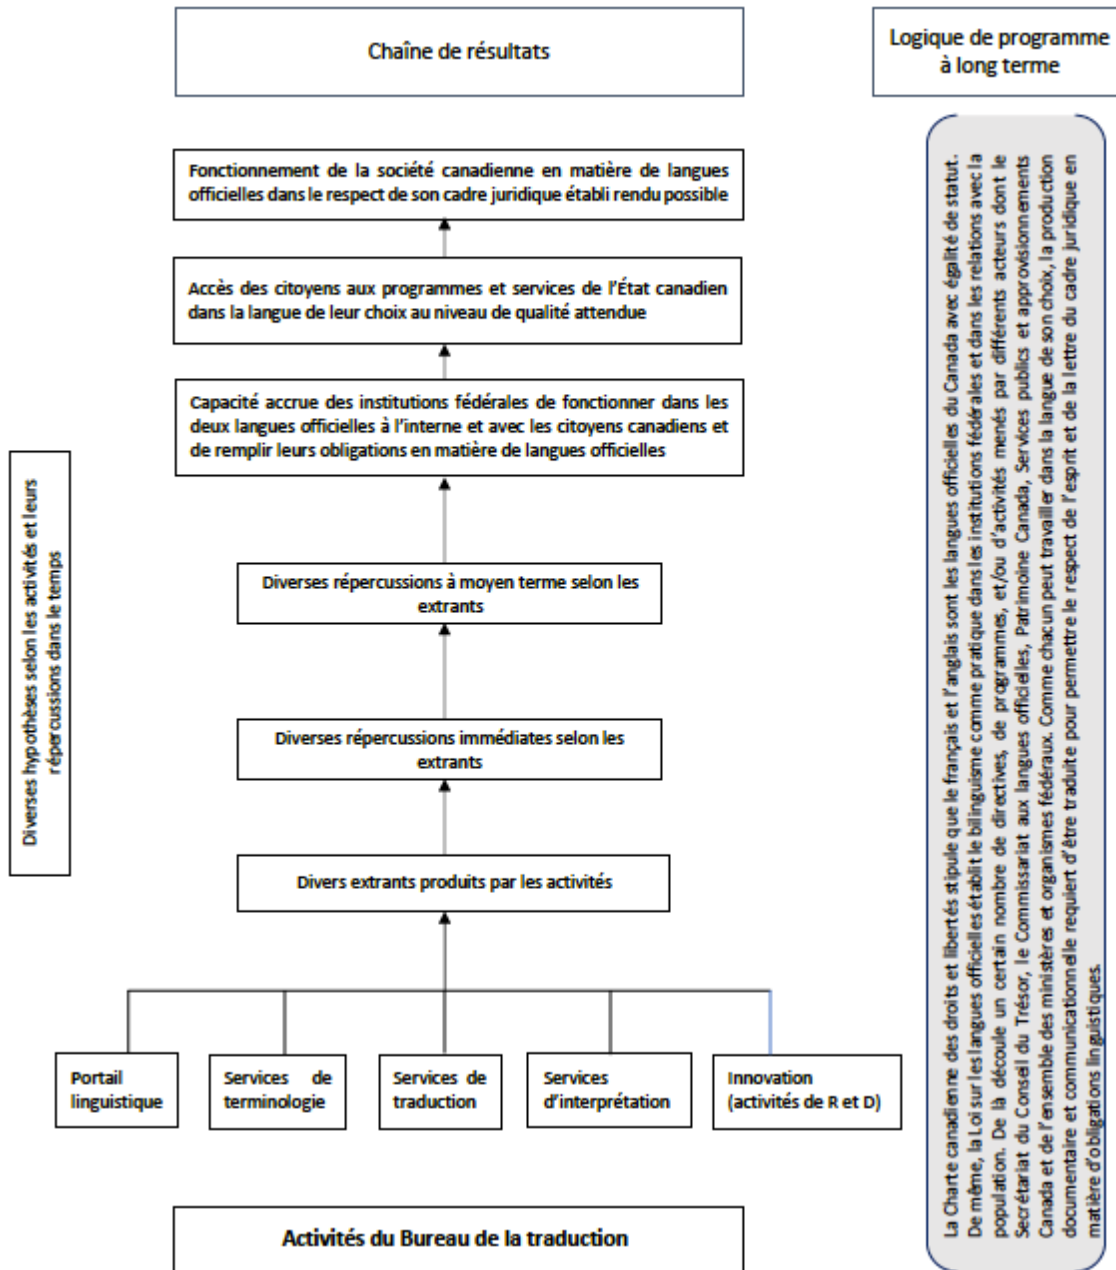 Chaîne de résultats
Logique de programme
à long terme
Fonctionnement de la société canadienne en matière de langues
officielles dans le respect de son cadre juridique établi rendu possible
Accès des citoyens aux programmes et services de l'État canadien
dans la langue de leur choix au niveau de qualité attendue
Capacité accrue des institutions fédérales de fonctionner dans les
deux langues officielles à l'interne et avec les citoyens canadiens et
de remplir leurs obligations en matière de langues officielles
Diverses hypothèses selon les activités et leurs
répercussions dans le temps
Diverses répercussions à moyen terme selon les
extrants
Diverses répercussions immédiates selon les
extrants
Divers extrants produits par les activités
Portail
linguistique
Services de
terminologie
Services de
traduction
Services
d'interprétation
Innovation
(activités de R et D)
Activités du Bureau de la traduction
La Charte canadienne des droits et libertés stipule que le français et l'anglais sont les langues officielles du Canada avec égalité de statut.
De même, la Loi sur les langues officielles établit le bilinguisme comme pratique dans les institutions fédérales et dans les relations avec la
population. De là découle un certain nombre de directives, de programmes, et/ou d'activités menés par différents acteurs dont le
Secrétariat du Conseil du Trésor, le Commissariat aux langues officielles, Patrimoine Canada, Services publics et approvisionnements
Canada et de l'ensemble des ministères et organismes fédéraux. Comme chacun peut travailler dans la langue de son choix, la production
documentaire et communicationnelle requiert d'être traduite pour permettre le respect de l'esprit et de la lettre du cadre juridique en
matière d'obligations linguistiques.